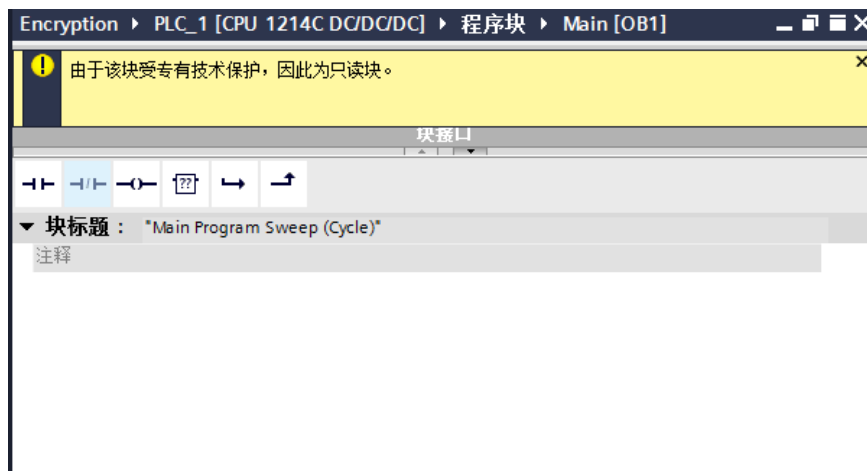 Encryption ▸ PLC_1 [CPU 1214C DC/DC/DC] ▸ 程序块 ▸ Main [OB1]
由于该块受专有技术保护，因此为只读块。
块接口
??
块标题： "Main Program Sweep (Cycle)"
注释